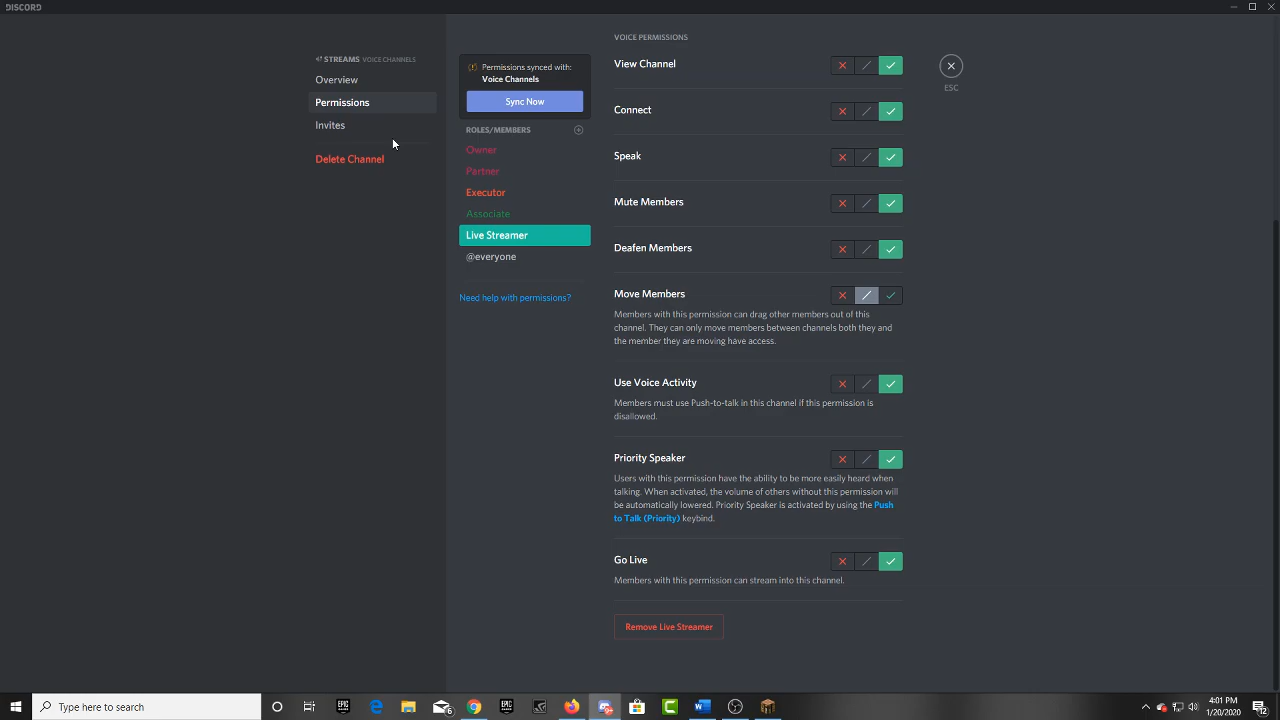 DISCORD
STREAMS VOICE CHANNELS
Overview
Permissions
Invites
Delete Channel
Permissions synced with:
Voice Channels
Sync Now
ROLES/MEMBERS
Owner
Partner
Executor
Associate
Live Streamer
@everyone
Need help with permissions?
VOICE PERMISSIONS
View Channel
Connect
Speak
Mute Members
Deafen Members
Move Members
Members with this permission can drag other members out of this
channel. They can only move members between channels both they and
the member they are moving have access.
Use Voice Activity
Members must use Push-to-talk in this channel if this permission is
disallowed.
Priority Speaker
Users with this permission have the ability to be more easily heard when
talking. When activated, the volume of others without this permission will
be automatically lowered. Priority Speaker is activated by using the Push
to Talk (Priority) keybind.
Go Live
Members with this permission can stream into this channel.
Remove Live Streamer
ESC
Type here to search
EPIC
6
EPIC
W
4:01 PM
1/20/2020
2